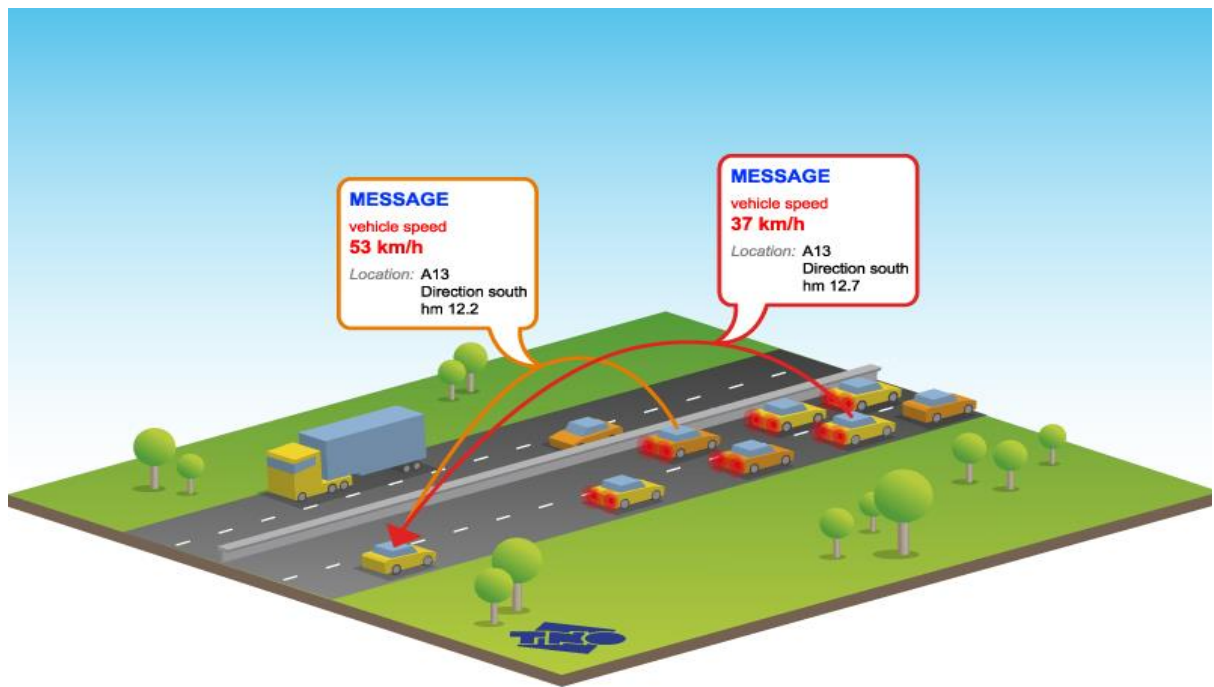 MESSAGE
vehicle speed
53 km/h
Location: A13
Direction south
hm 12.2
MESSAGE
vehicle speed
37 km/h
Location: A13
Direction south
hm 12.7
TNO